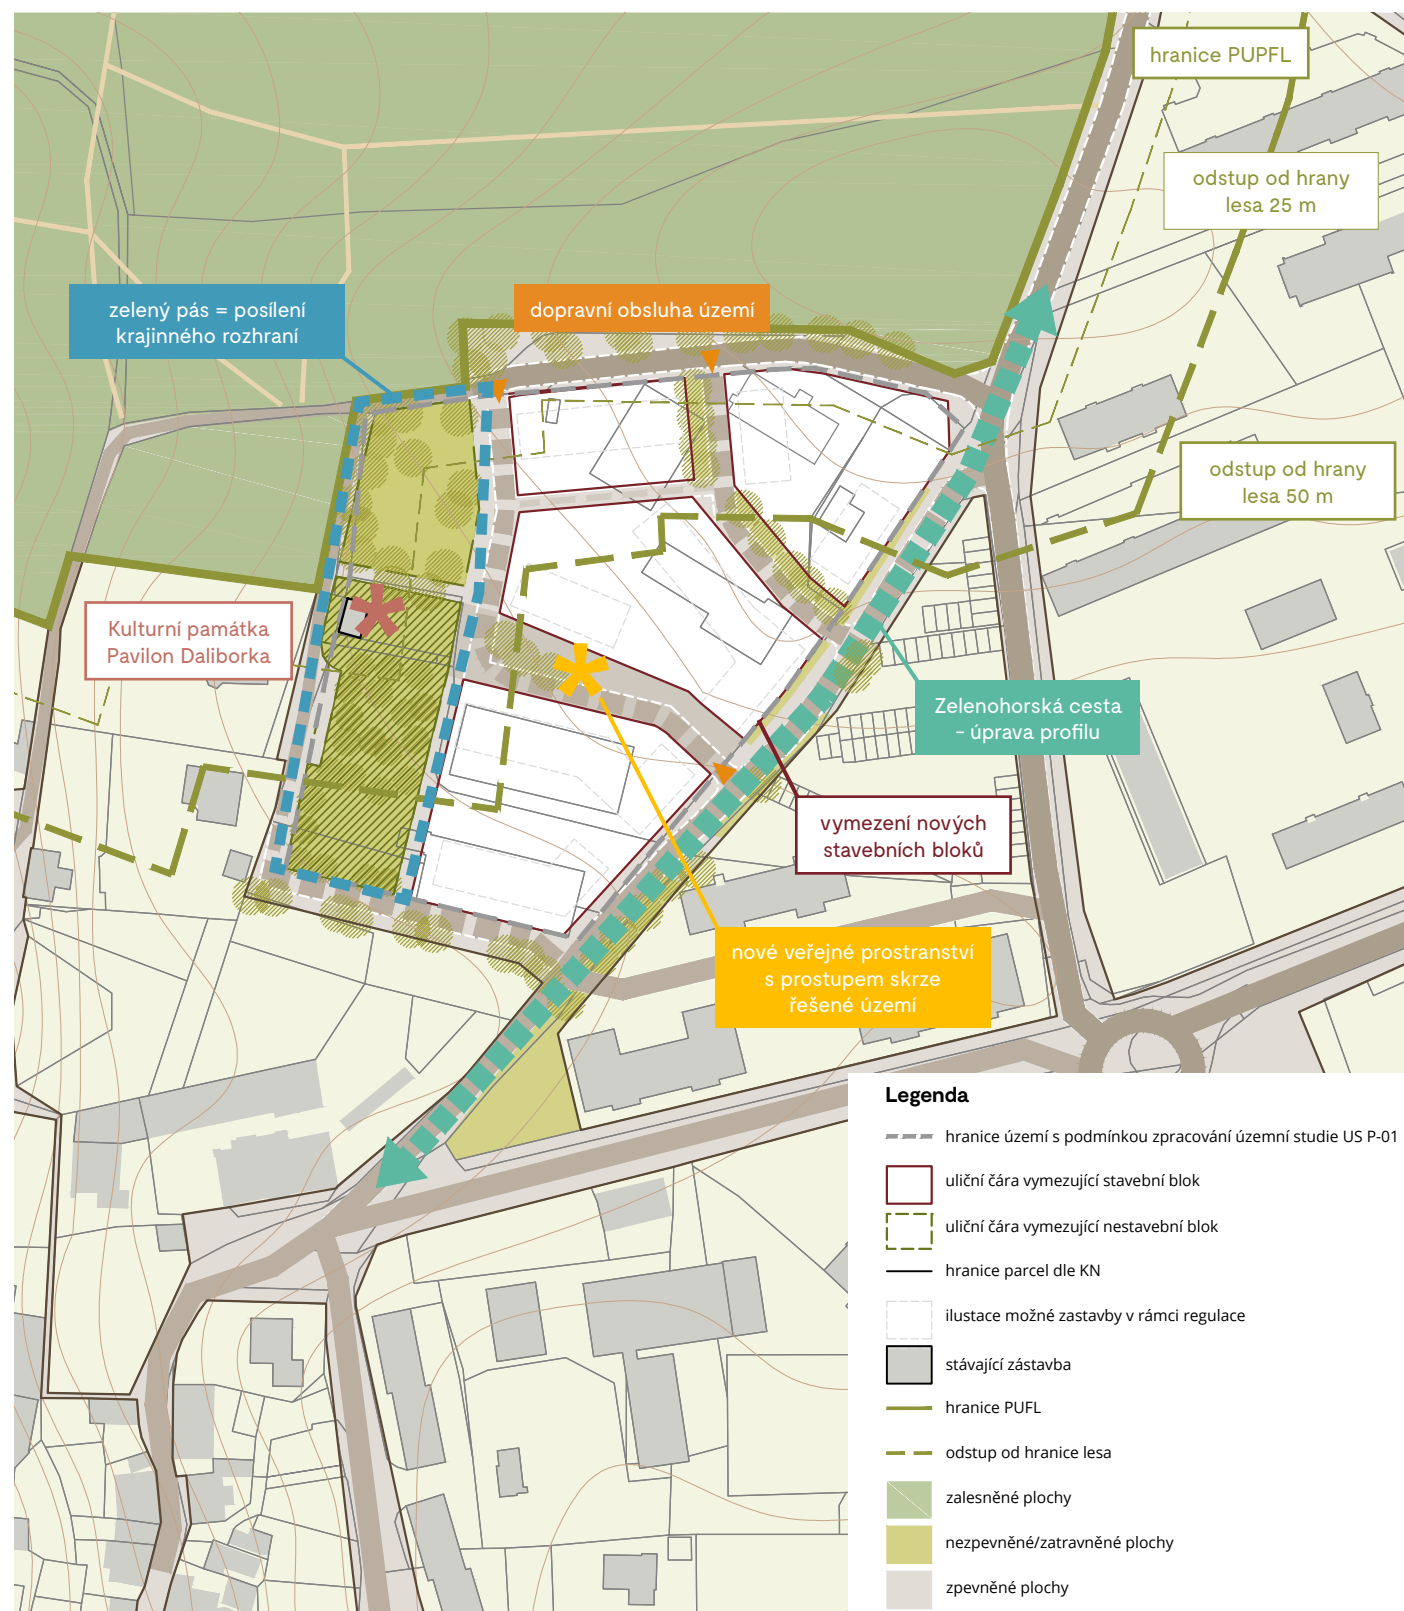 hranice PUPFL
odstup od hrany
lesa 25 m
zelený pás = posílení
krajinného rozhraní
dopravní obsluha území
odstup od hrany
lesa 50 m
Kulturní památka
Pavilon Daliborka
Zelenohorská cesta
– úprava profilu
vymezení nových
stavebních bloků
nové veřejné prostranství
s prostupem skrze
řešené území
Legenda
hranice území s podmínkou zpracování územní studie US P-01
uliční čára vymezující stavební blok
uliční čára vymezující nestavební blok
hranice parcel dle KN
ilustace možné zastavby v rámci regulace
stávající zástavba
hranice PUFL
odstup od hranice lesa
zalesněné plochy
nezpevněné/zatravněné plochy
zpevněné plochy